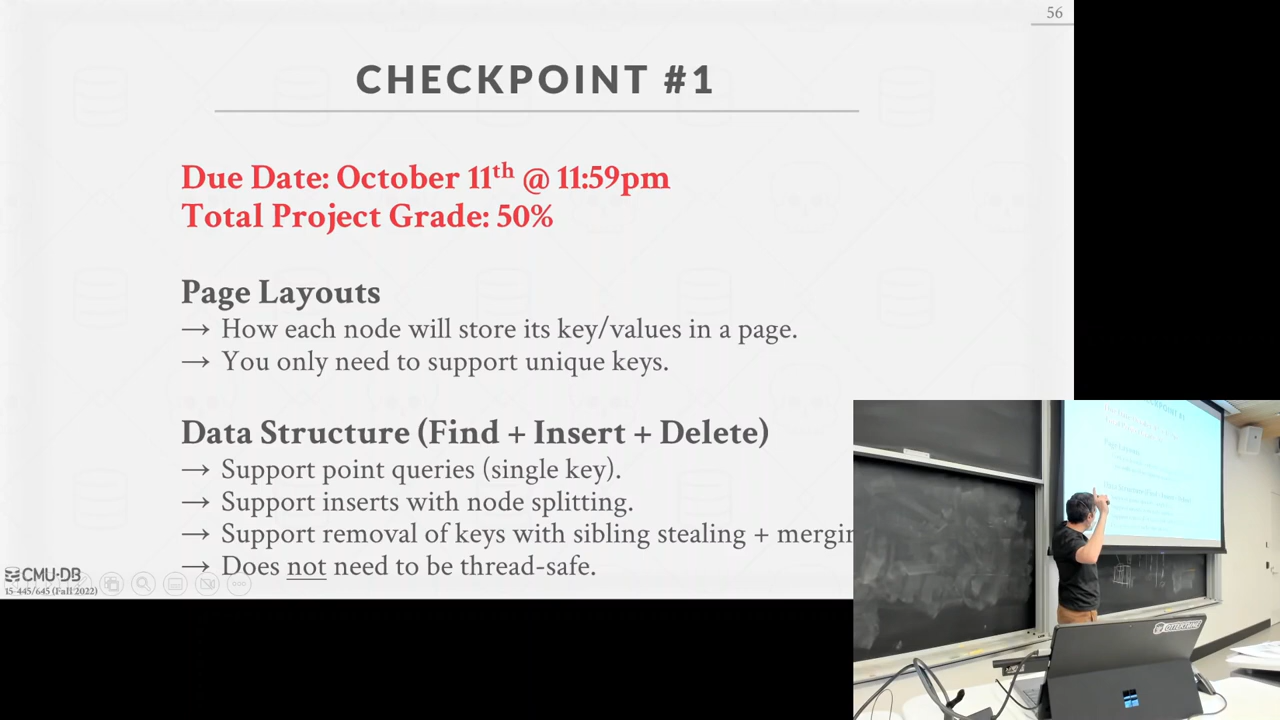 56
CHECKPOINT #1
Due Date: October 11th @ 11:59pm
Total Project Grade: 50%
Page Layouts
→ How each node will store its key/values in a page.
→ You only need to support unique keys.
Data Structure (Find + Insert + Delete)
→ Support point queries (single key).
→ Support inserts with node splitting.
→ Support removal of keys with sibling stealing + mergin
→ Does not need to be thread-safe.
CMU·DB
15-445/645 (Fall 2022)